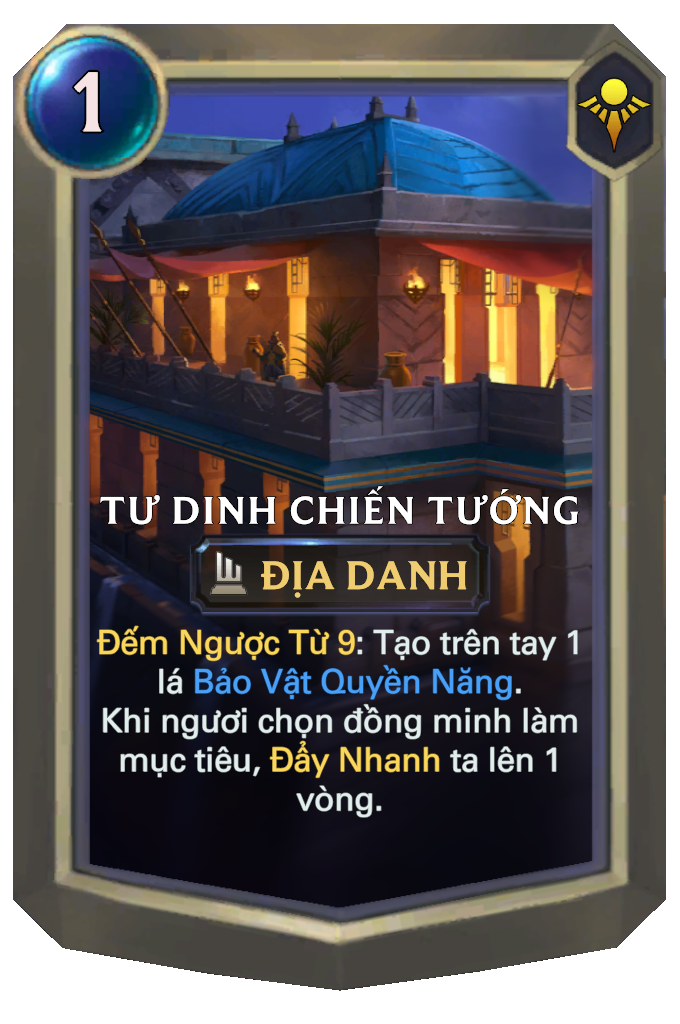 1
TƯ DINH CHIẾN TƯỚNG
ĐỊA DANH
Đếm Ngược Từ 9: Tạo trên tay 1
lá Bảo Vật Quyền Năng.
Khi ngươi chọn đồng minh làm
mục tiêu, Đẩy Nhanh ta lên 1
vòng.